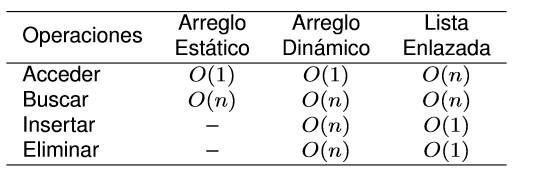 Operaciones Arreglo Estático Arreglo Dinámico Lista Enlazada
Acceder O(1) O(1) O(n)
Buscar O(n) O(n) O(n)
Insertar – O(n) O(1)
Eliminar – O(n) O(1)